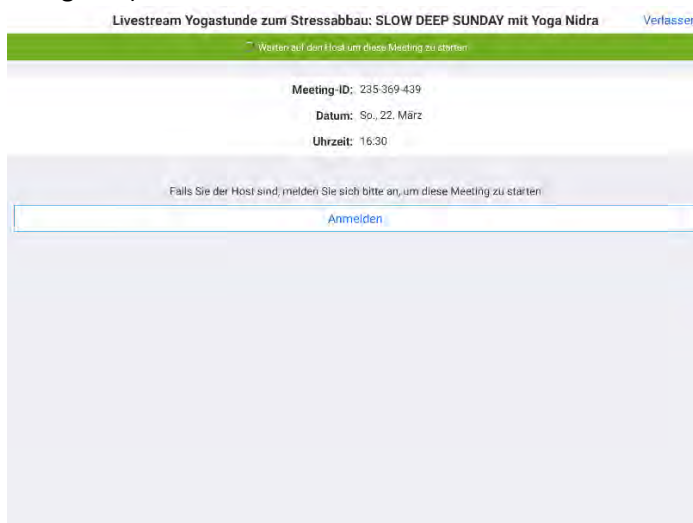 Livestream Yogastunde zum Stressabbau: SLOW DEEP SUNDAY mit Yoga Nidra Verlassen
Warten auf den Host um diese Meeting zu starten
Meeting-ID: 235-369-439
Datum: So., 22. März
Uhrzeit: 16:30
Falls Sie der Host sind, melden Sie sich bitte an, um diese Meeting zu starten
Anmelden